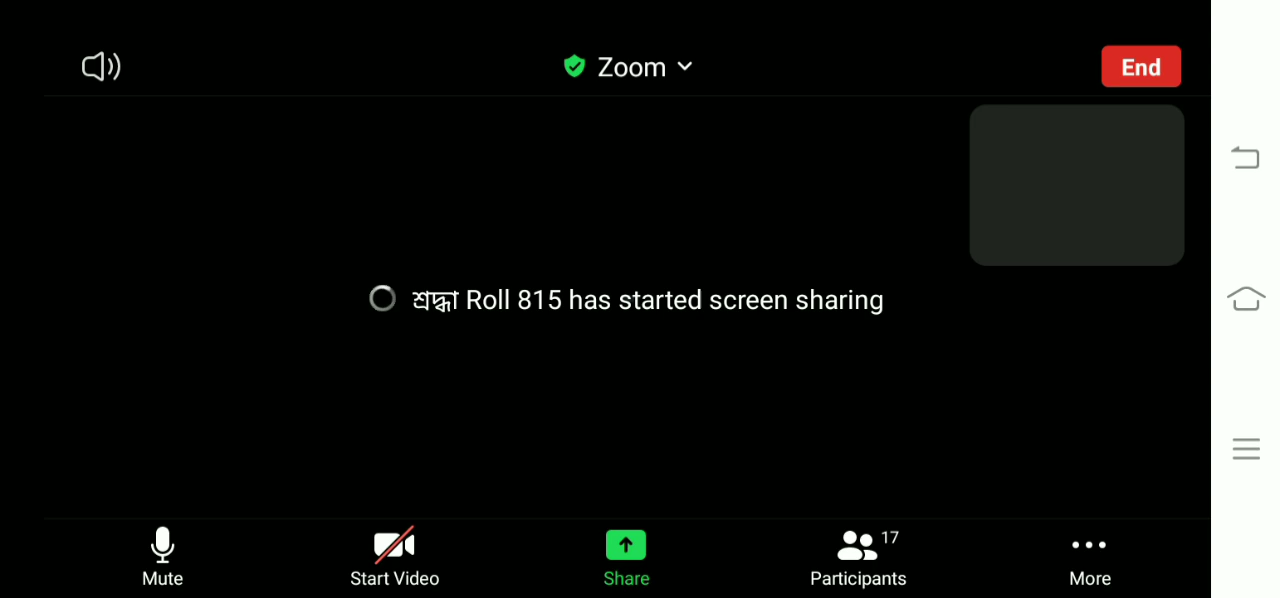 Zoom
End
শ্রদ্ধা Roll 815 has started screen sharing
17
Mute
Start Video
Share
Participants
More